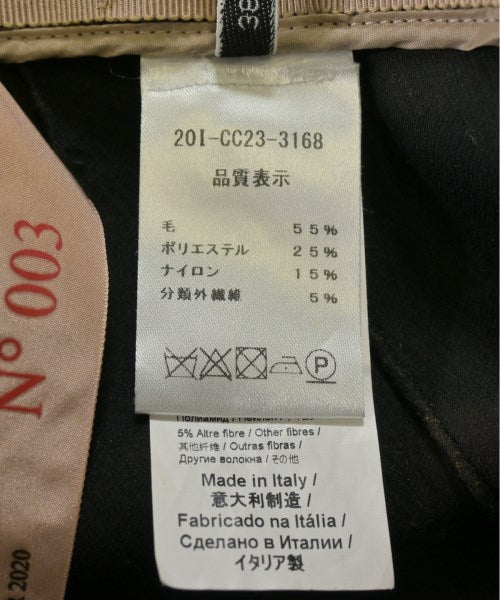 38
20I-CC23-3168
品質表示
毛 55%
ポリエステル 25%
ナイロン 15%
分類外繊維 5%
P
5% Altre fibre / Other fibres /
其他纤维 / Outras fibras /
Другие волокна / その他
Made in Italy /
意大利制造 /
Fabricado na Itália /
Сделано в Италии /
イタリア製
N° 003
2020